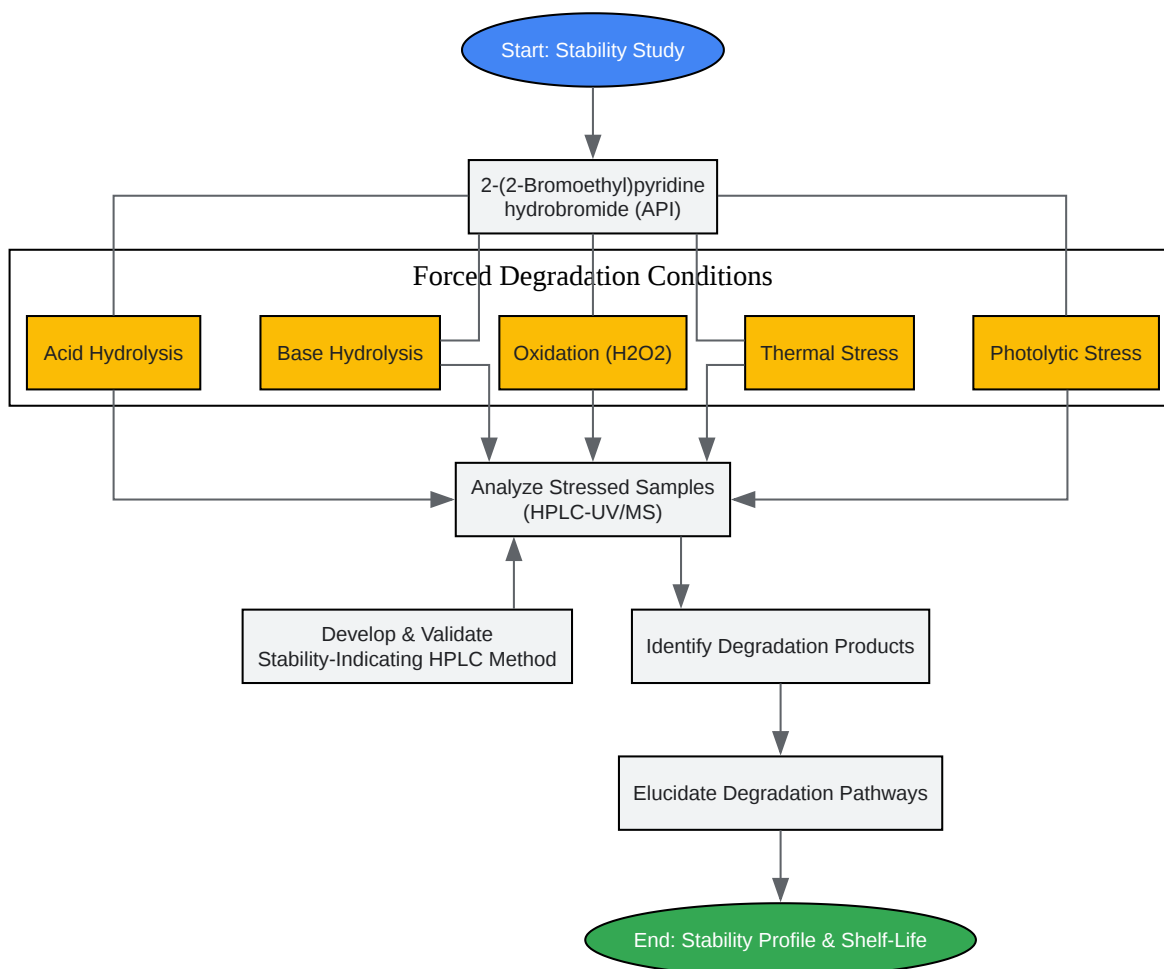 Start: Stability Study
2-(2-Bromoethyl)pyridine
hydrobromide (API)
Forced Degradation Conditions
Acid Hydrolysis
Base Hydrolysis
Oxidation (H2O2)
Thermal Stress
Photolytic Stress
Analyze Stressed Samples
(HPLC-UV/MS)
Develop & Validate
Stability-Indicating HPLC Method
Identify Degradation Products
Elucidate Degradation Pathways
End: Stability Profile & Shelf-Life